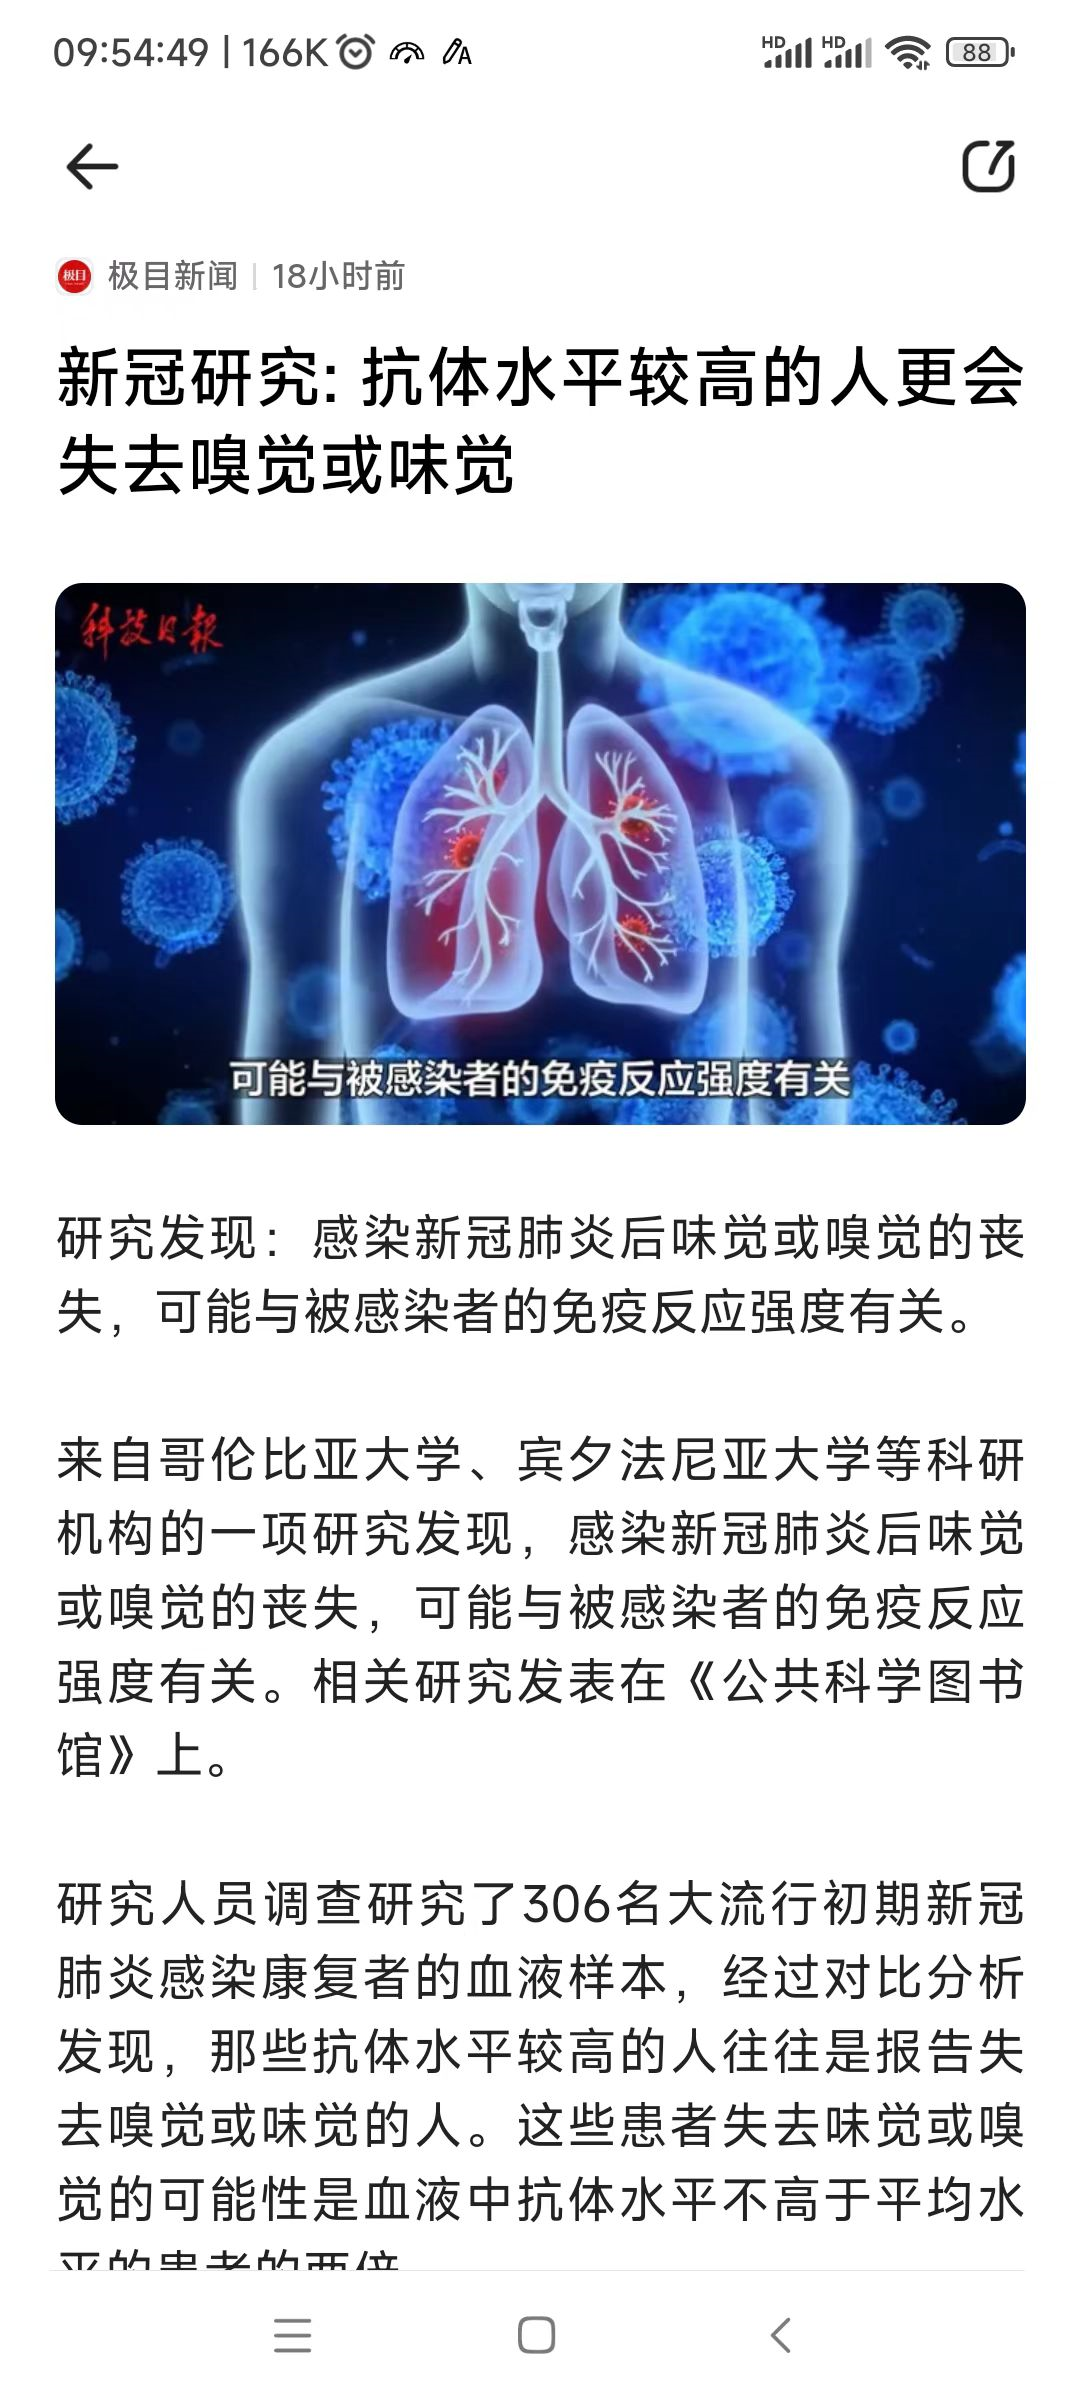 09:54:49 | 166K
HD HD 88
极目 极目新闻 | 18小时前
新冠研究: 抗体水平较高的人更会
失去嗅觉或味觉
科技日报
可能与被感染者的免疫反应强度有关
研究发现：感染新冠肺炎后味觉或嗅觉的丧
失，可能与被感染者的免疫反应强度有关。
来自哥伦比亚大学、宾夕法尼亚大学等科研
机构的一项研究发现，感染新冠肺炎后味觉
或嗅觉的丧失，可能与被感染者的免疫反应
强度有关。相关研究发表在《公共科学图书
馆》上。
研究人员调查研究了306名大流行初期新冠
肺炎感染康复者的血液样本，经过对比分析
发现，那些抗体水平较高的人往往是报告失
去嗅觉或味觉的人。这些患者失去味觉或嗅
觉的可能性是血液中抗体水平不高于平均水
平的患者的两倍